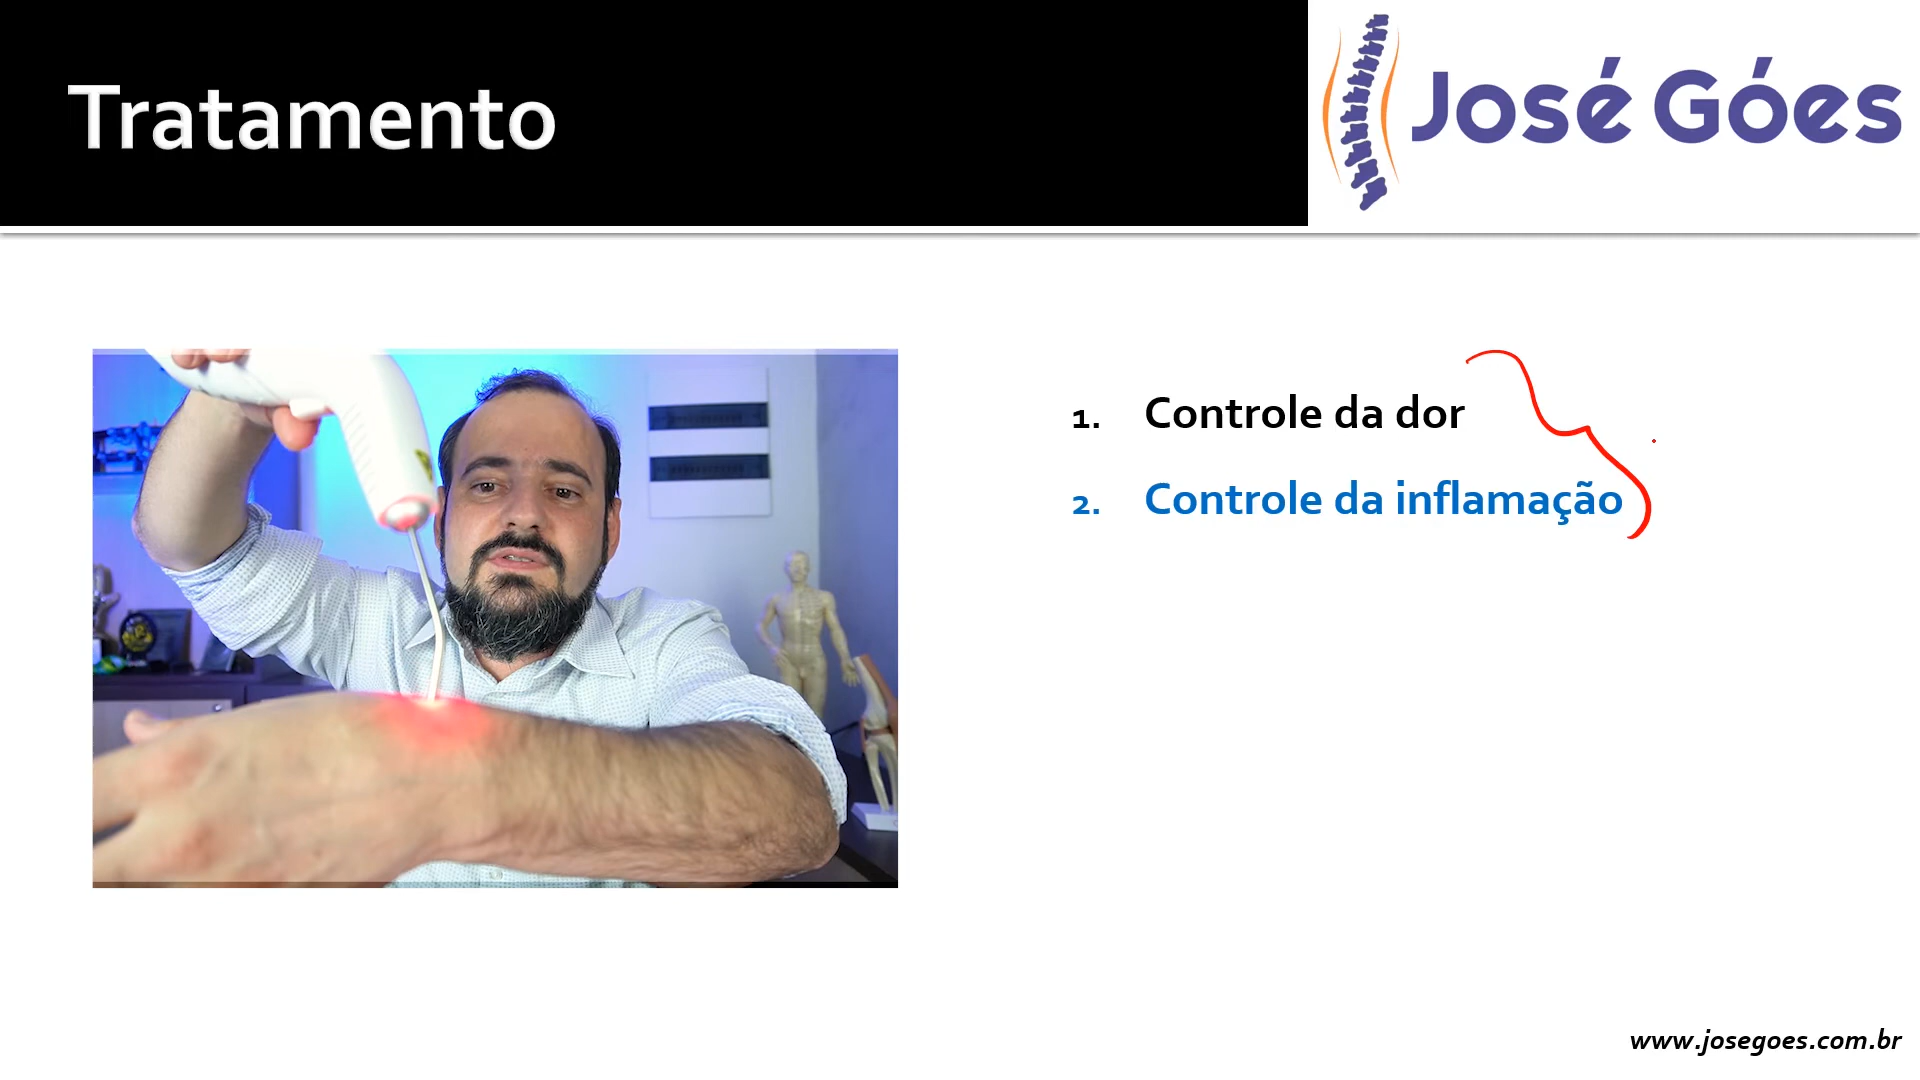 Tratamento
José Góes
1. Controle da dor
2. Controle da inflamação
www.josegoes.com.br